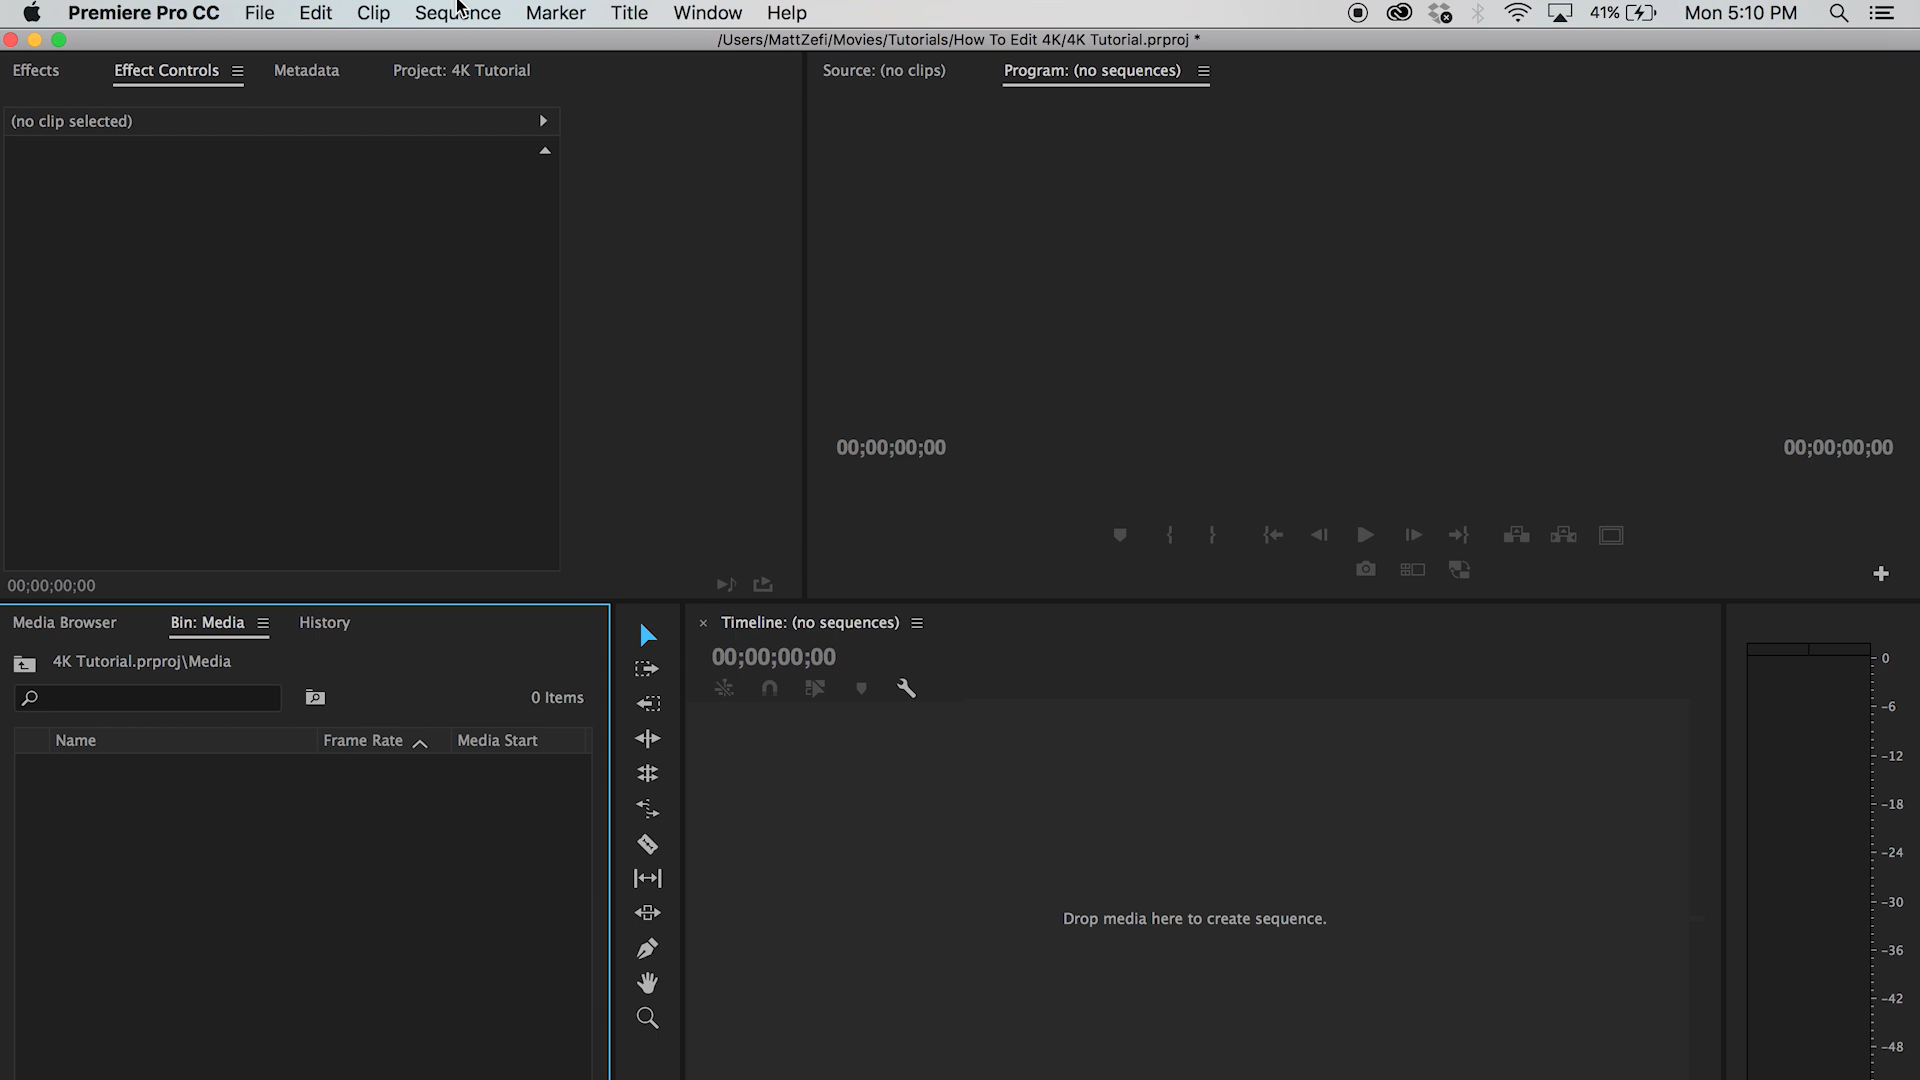 Premiere Pro CC File Edit Clip Sequence Marker Title Window Help 41% Mon 5:10 PM
/Users/MattZefi/Movies/Tutorials/How To Edit 4K/4K Tutorial.prproj *
Effects Effect Controls Metadata Project: 4K Tutorial
Source: (no clips) Program: (no sequences)
(no clip selected)
00;00;00;00 00;00;00;00
00;00;00;00
Media Browser Bin: Media History
4K Tutorial.prproj\Media
0 Items
Name Frame Rate Media Start
× Timeline: (no sequences)
00;00;00;00
Drop media here to create sequence.
0
-6
-12
-18
-24
-30
-36
-42
-48